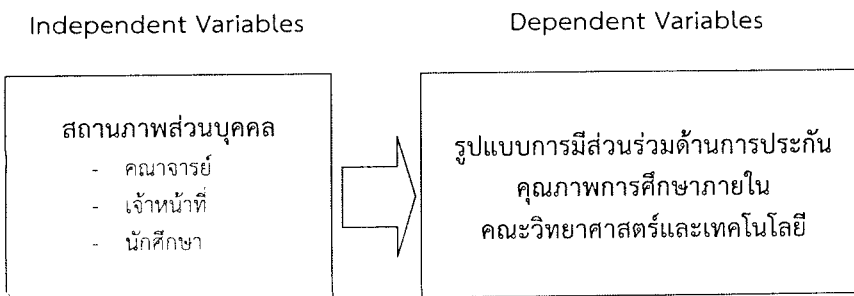 Independent Variables
Dependent Variables
สถานภาพส่วนบุคคล
- คณาจารย์
- เจ้าหน้าที่
- นักศึกษา
รูปแบบการมีส่วนร่วมด้านการประกัน
คุณภาพการศึกษาภายใน
คณะวิทยาศาสตร์และเทคโนโลยี